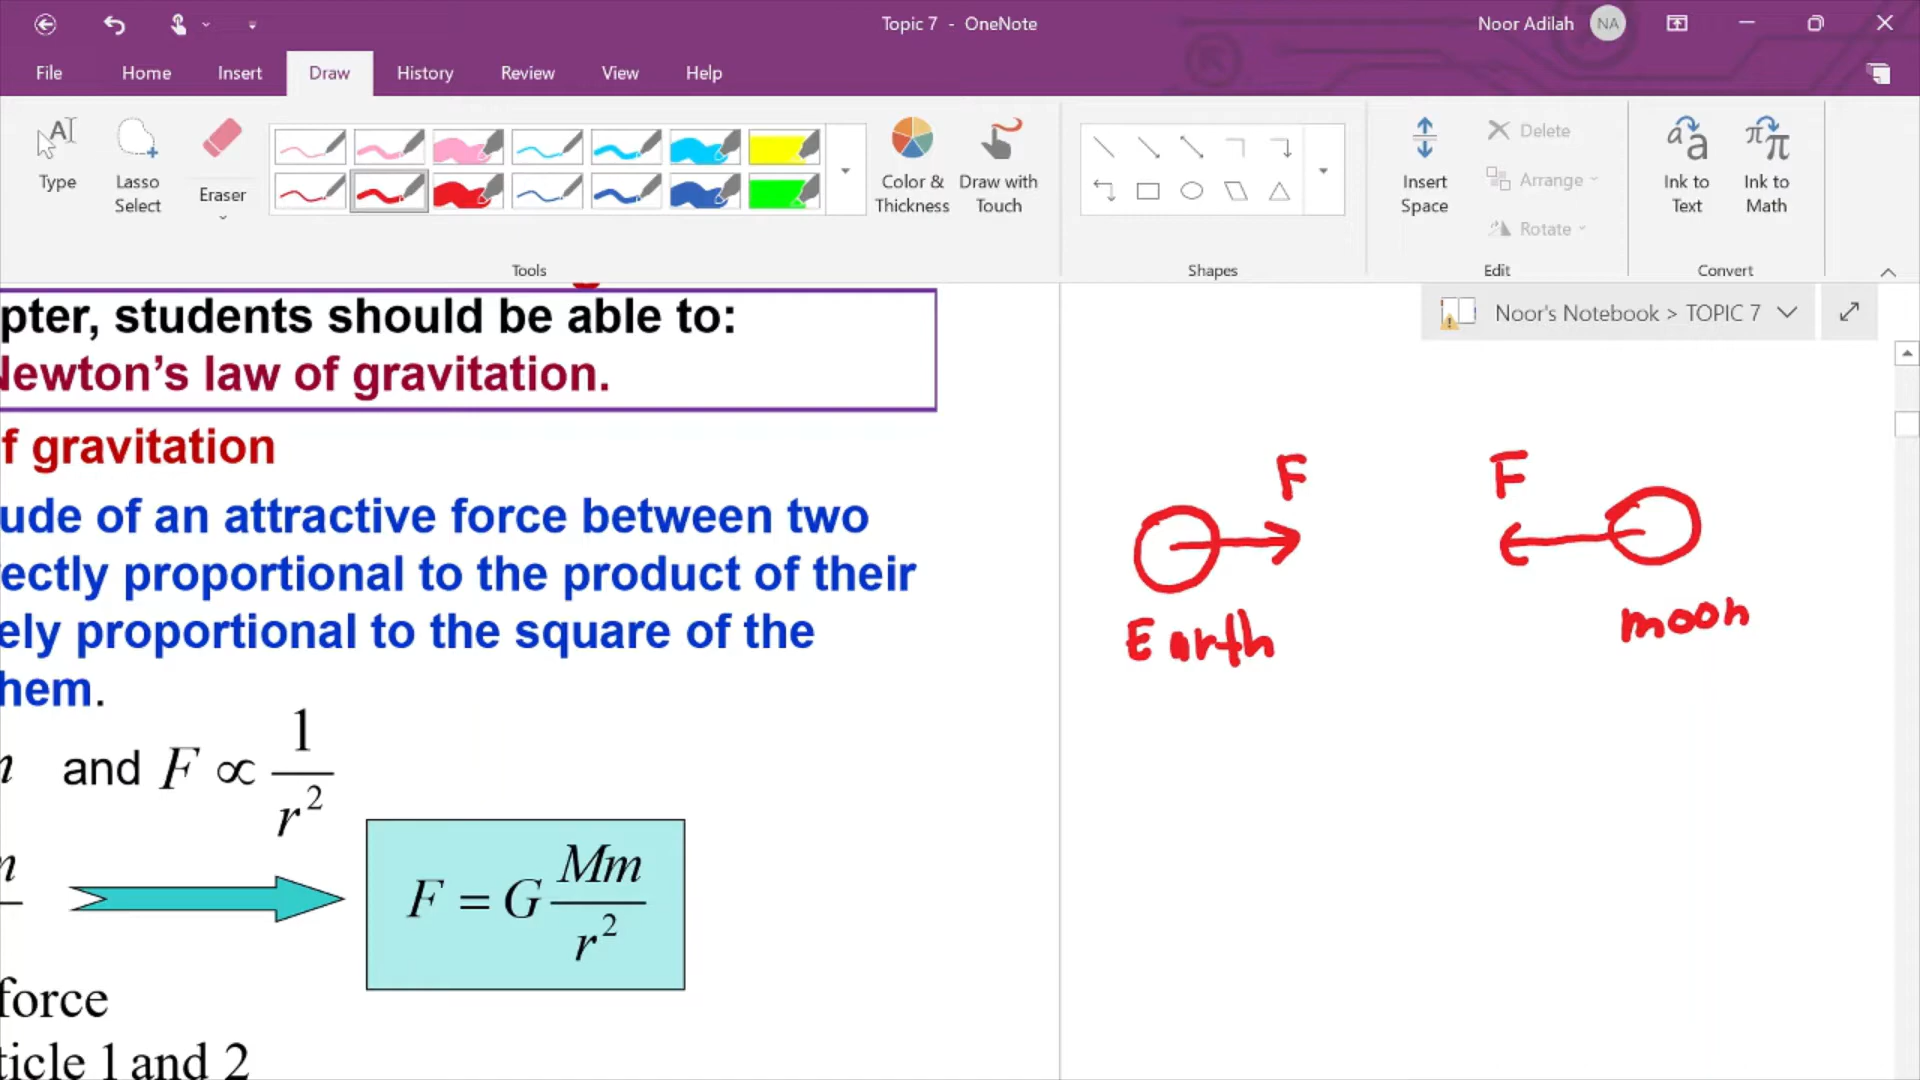 Topic 7 - OneNote
Noor Adilah NA
File Home Insert Draw History Review View Help
Type
Lasso Select
Eraser
Color & Thickness
Draw with Touch
Insert Space
Delete
Arrange
Rotate
Ink to Text
Ink to Math
Tools Shapes Edit Convert
Noor's Notebook > TOPIC 7
pter, students should be able to:
Newton's law of gravitation.
f gravitation
ude of an attractive force between two
ectly proportional to the product of their
ely proportional to the square of the
hem.
and F ∝ 1/r²
F = G Mm/r²
force
ticle 1 and 2
F F
Earth moon